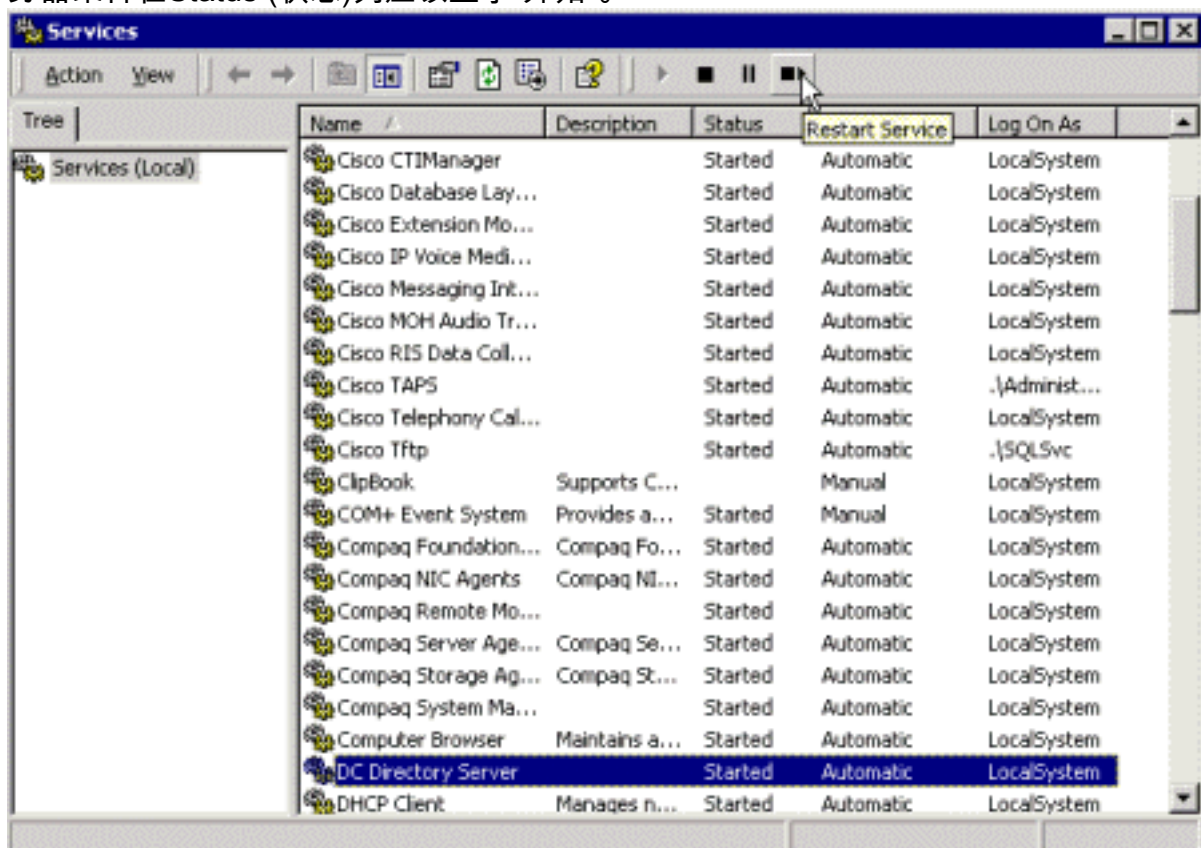 Services
Action View
Tree
Name Description Status Restart Service Log On As
Services (Local)
Cisco CTIManager Started Automatic LocalSystem
Cisco Database Lay... Started Automatic LocalSystem
Cisco Extension Mo... Started Automatic LocalSystem
Cisco IP Voice Medi... Started Automatic LocalSystem
Cisco Messaging Int... Started Automatic LocalSystem
Cisco MOH Audio Tr... Started Automatic LocalSystem
Cisco RIS Data Coll... Started Automatic LocalSystem
Cisco TAPS Started Automatic .\Administ...
Cisco Telephony Cal... Started Automatic LocalSystem
Cisco Tftp Started Automatic .\SQLSvc
ClipBook Supports C... Manual LocalSystem
COM+ Event System Provides a... Started Manual LocalSystem
Compaq Foundation... Compaq Fo... Started Automatic LocalSystem
Compaq NIC Agents Compaq NI... Started Automatic LocalSystem
Compaq Remote Mo... Started Automatic LocalSystem
Compaq Server Age... Compaq Se... Started Automatic LocalSystem
Compaq Storage Ag... Compaq St... Started Automatic LocalSystem
Compaq System Ma... Started Automatic LocalSystem
Computer Browser Maintains a... Started Automatic LocalSystem
DC Directory Server Started Automatic LocalSystem
DHCP Client Manages n... Started Automatic LocalSystem